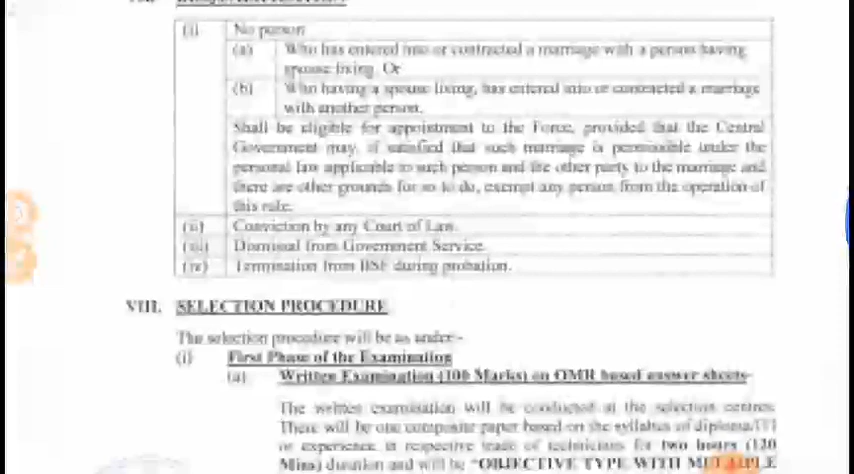 (i) No person
(a) Who has entered into or contracted a marriage with a person having
spouse living. Or
(b) Who having a spouse living, has entered into or contracted a marriage
with another person.
Shall be eligible for appointment to the Force, provided that the Central
Government may, if satisfied that such marriage is permissible under the
personal law applicable to such person and the other party to the marriage and
there are other grounds for so to do, exempt any person from the operation of
this rule.
(ii) Conviction by any Court of Law.
(iii) Dismissal from Government Service.
(iv) Termination from BSF during probation.
VIII. SELECTION PROCEDURE
The selection procedure will be as under:-
(i) First Phase of the Examination
(a) Written Examination (100 Marks) on OMR based answer sheets-
The written examination will be conducted at the selection centres.
There will be one composite paper based on the syllabus of diploma/ITI
or experience in respective trade of technicians for two hours (120
Mins) duration and will be "OBJECTIVE TYPE WITH MULTIPLE